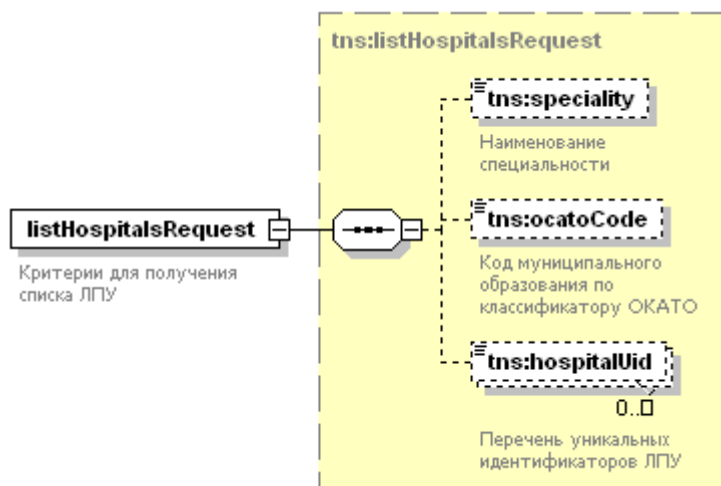 tns:listHospitalsRequest
tns:speciality
Наименование
специальности
listHospitalsRequest
Критерии для получения
списка ЛПУ
tns:ocatoCode
Код муниципального
образования по
классификатору ОКАТО
tns:hospitalUid
0..□
Перечень уникальных
идентификаторов ЛПУ